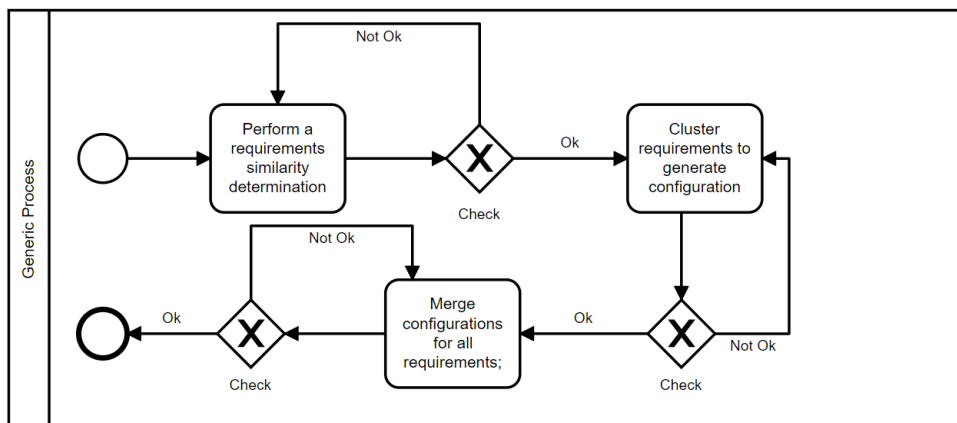 Generic Process
Not Ok
Perform a
requirements
similarity
determination
Check
Ok
Cluster
requirements to
generate
configuration
Not Ok
Check
Ok
Merge
configurations
for all
requirements;
Not Ok
Check
Ok